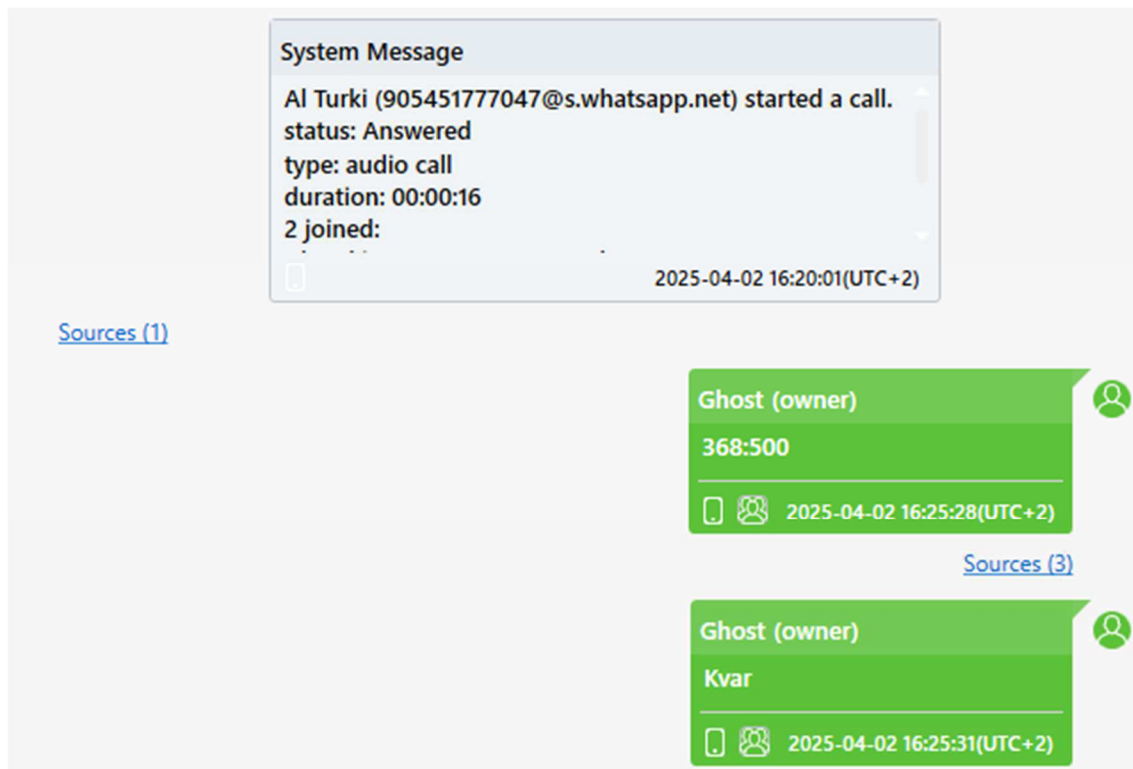 System Message
Al Turki (905451777047@s.whatsapp.net) started a call.
status: Answered
type: audio call
duration: 00:00:16
2 joined:
2025-04-02 16:20:01(UTC+2)
Sources (1)
Ghost (owner)
368:500
2025-04-02 16:25:28(UTC+2)
Sources (3)
Ghost (owner)
Kvar
2025-04-02 16:25:31(UTC+2)